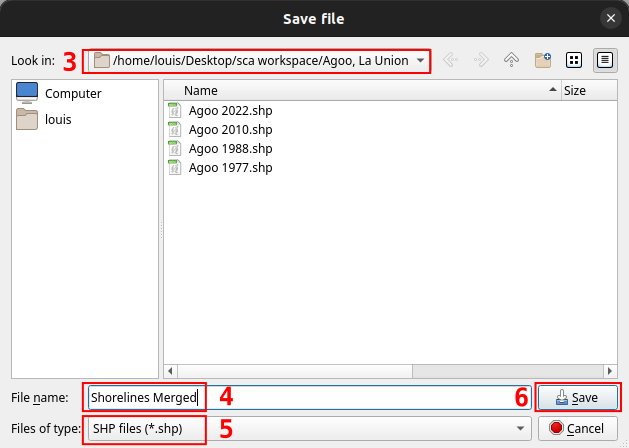 Save file
Look in: 3 /home/louis/Desktop/sca workspace/Agoo, La Union
Computer
louis
Name Size
Agoo 2022.shp
Agoo 2010.shp
Agoo 1988.shp
Agoo 1977.shp
File name: Shorelines Merged 4 6 Save
Files of type: SHP files (*.shp) 5 Cancel